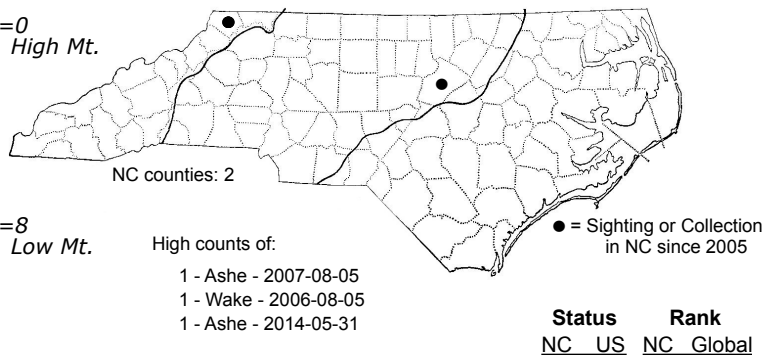 =0
High Mt.
NC counties: 2
=8
Low Mt.
High counts of:
1 - Ashe - 2007-08-05
1 - Wake - 2006-08-05
1 - Ashe - 2014-05-31
● = Sighting or Collection
in NC since 2005
Status Rank
NC US NC Global